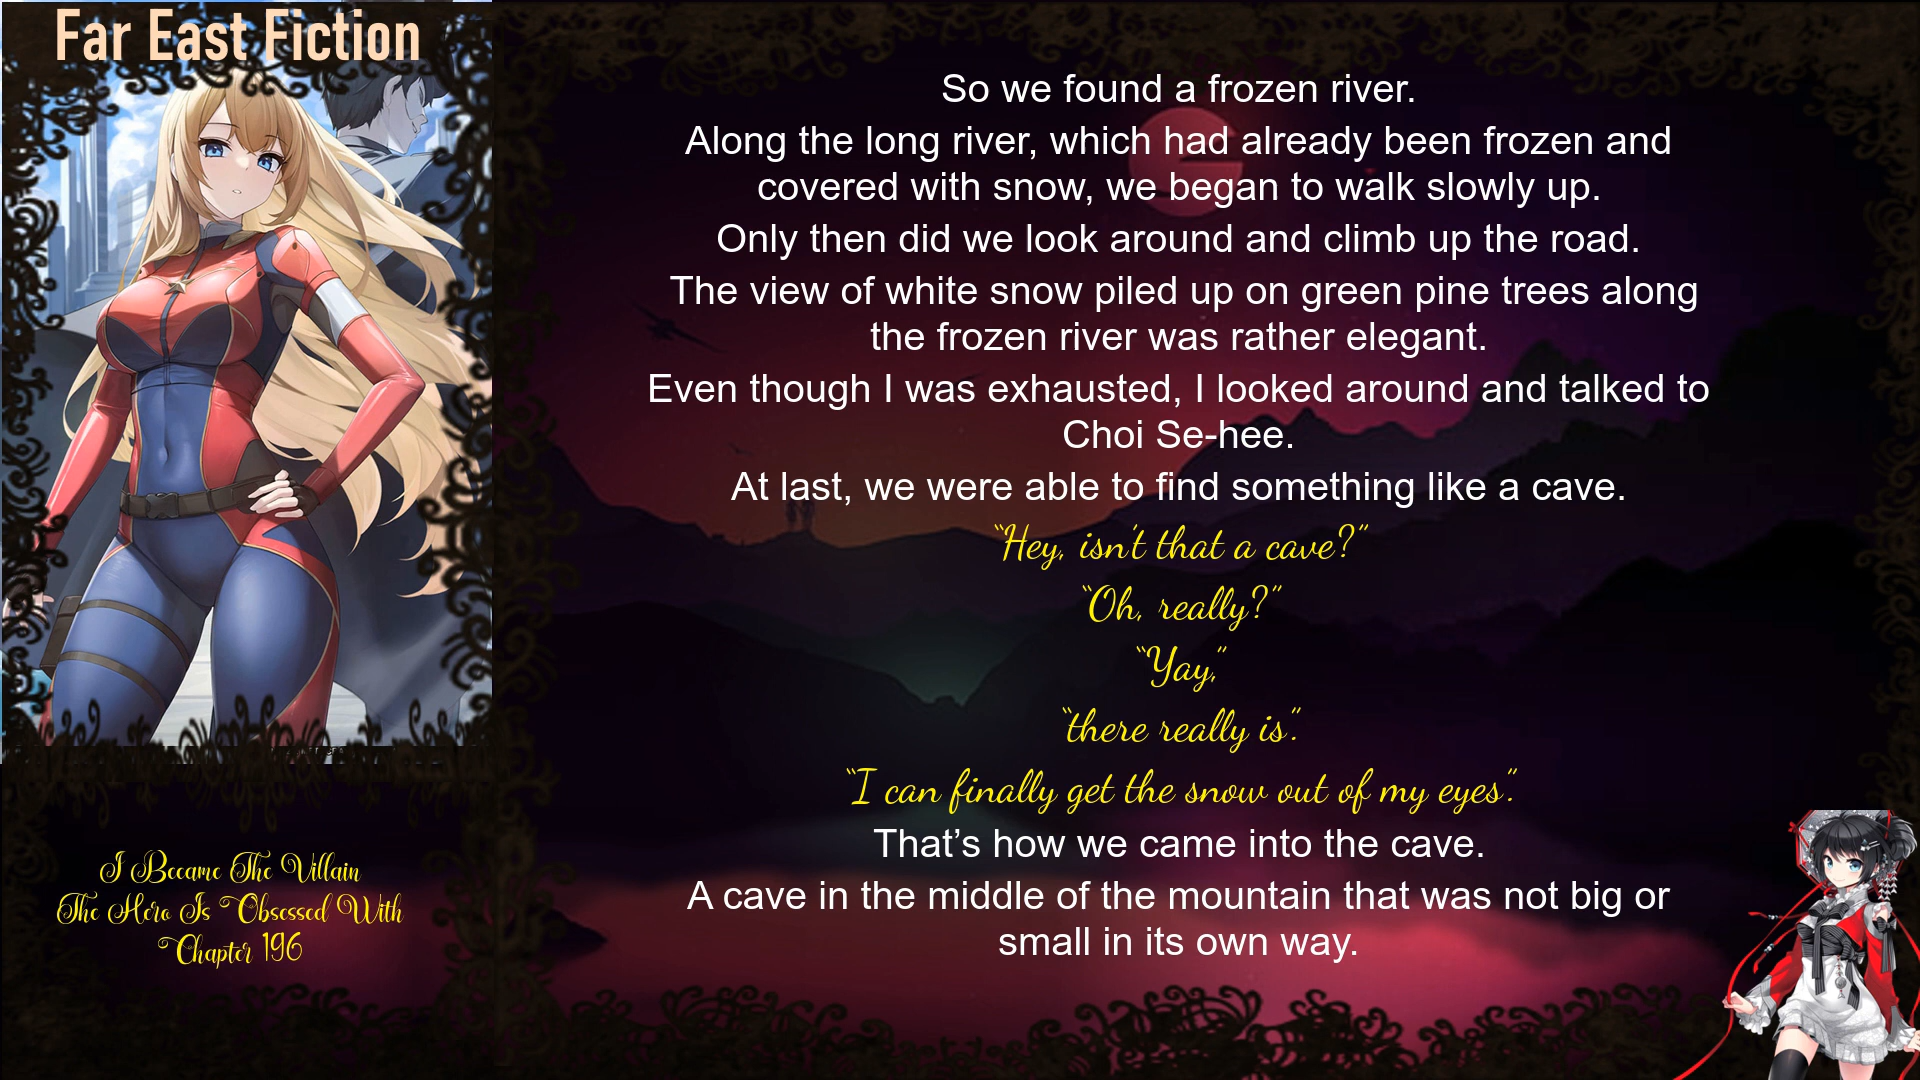 Far East Fiction
So we found a frozen river.
Along the long river, which had already been frozen and
covered with snow, we began to walk slowly up.
Only then did we look around and climb up the road.
The view of white snow piled up on green pine trees along
the frozen river was rather elegant.
Even though I was exhausted, I looked around and talked to
Choi Se-hee.
At last, we were able to find something like a cave.
“Hey, isn’t that a cave?”
“Oh, really?”
“Yay,”
“there really is”.
“I can finally get the snow out of my eyes”.
That’s how we came into the cave.
A cave in the middle of the mountain that was not big or
small in its own way.
I Became The Villain
The Hero Is Obsessed With
Chapter 196